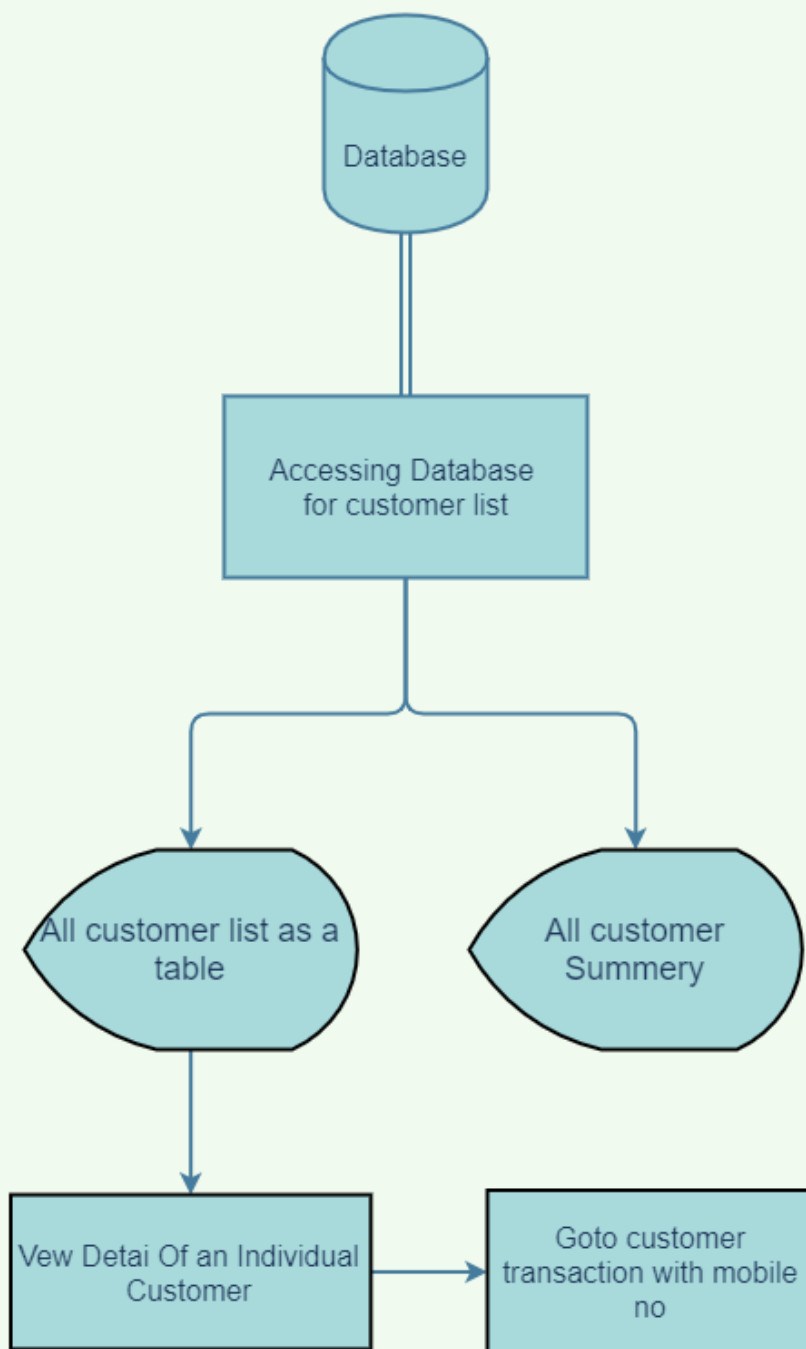 Database
Accessing Database
for customer list
All customer list as a
table
All customer
Summery
Vew Detai Of an Individual
Customer
Goto customer
transaction with mobile
no